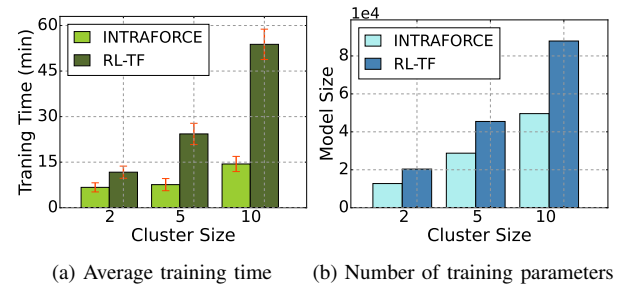 60
45
30
15
0
Traning Time (min)
INTRAFORCE
RL-TF
2 5 10
Cluster Size
1e4
8
6
4
2
0
Model Size
INTRAFORCE
RL-TF
2 5 10
Cluster Size
(a) Average training time (b) Number of training parameters